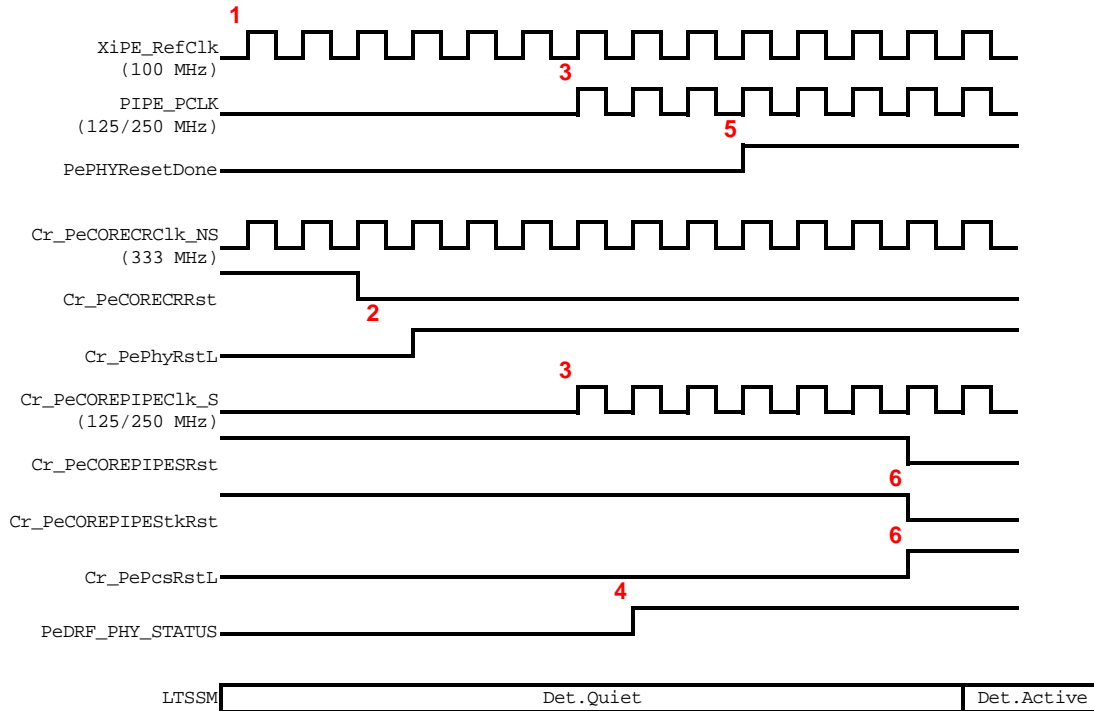 1
XiPE_RefClk
(100 MHz)
3
PIPE_PCLK
(125/250 MHz)
5
PePHYResetDone
Cr_PeCORECRClk_NS
(333 MHz)
Cr_PeCORECRRst
2
Cr_PePhyRstL
3
Cr_PeCOREPIPEClk_S
(125/250 MHz)
Cr_PeCOREPIPESRst
6
Cr_PeCOREPIPEStkRst
6
Cr_PePcsRstL
4
PeDRF_PHY_STATUS
LTSSM Det.Quiet Det.Active